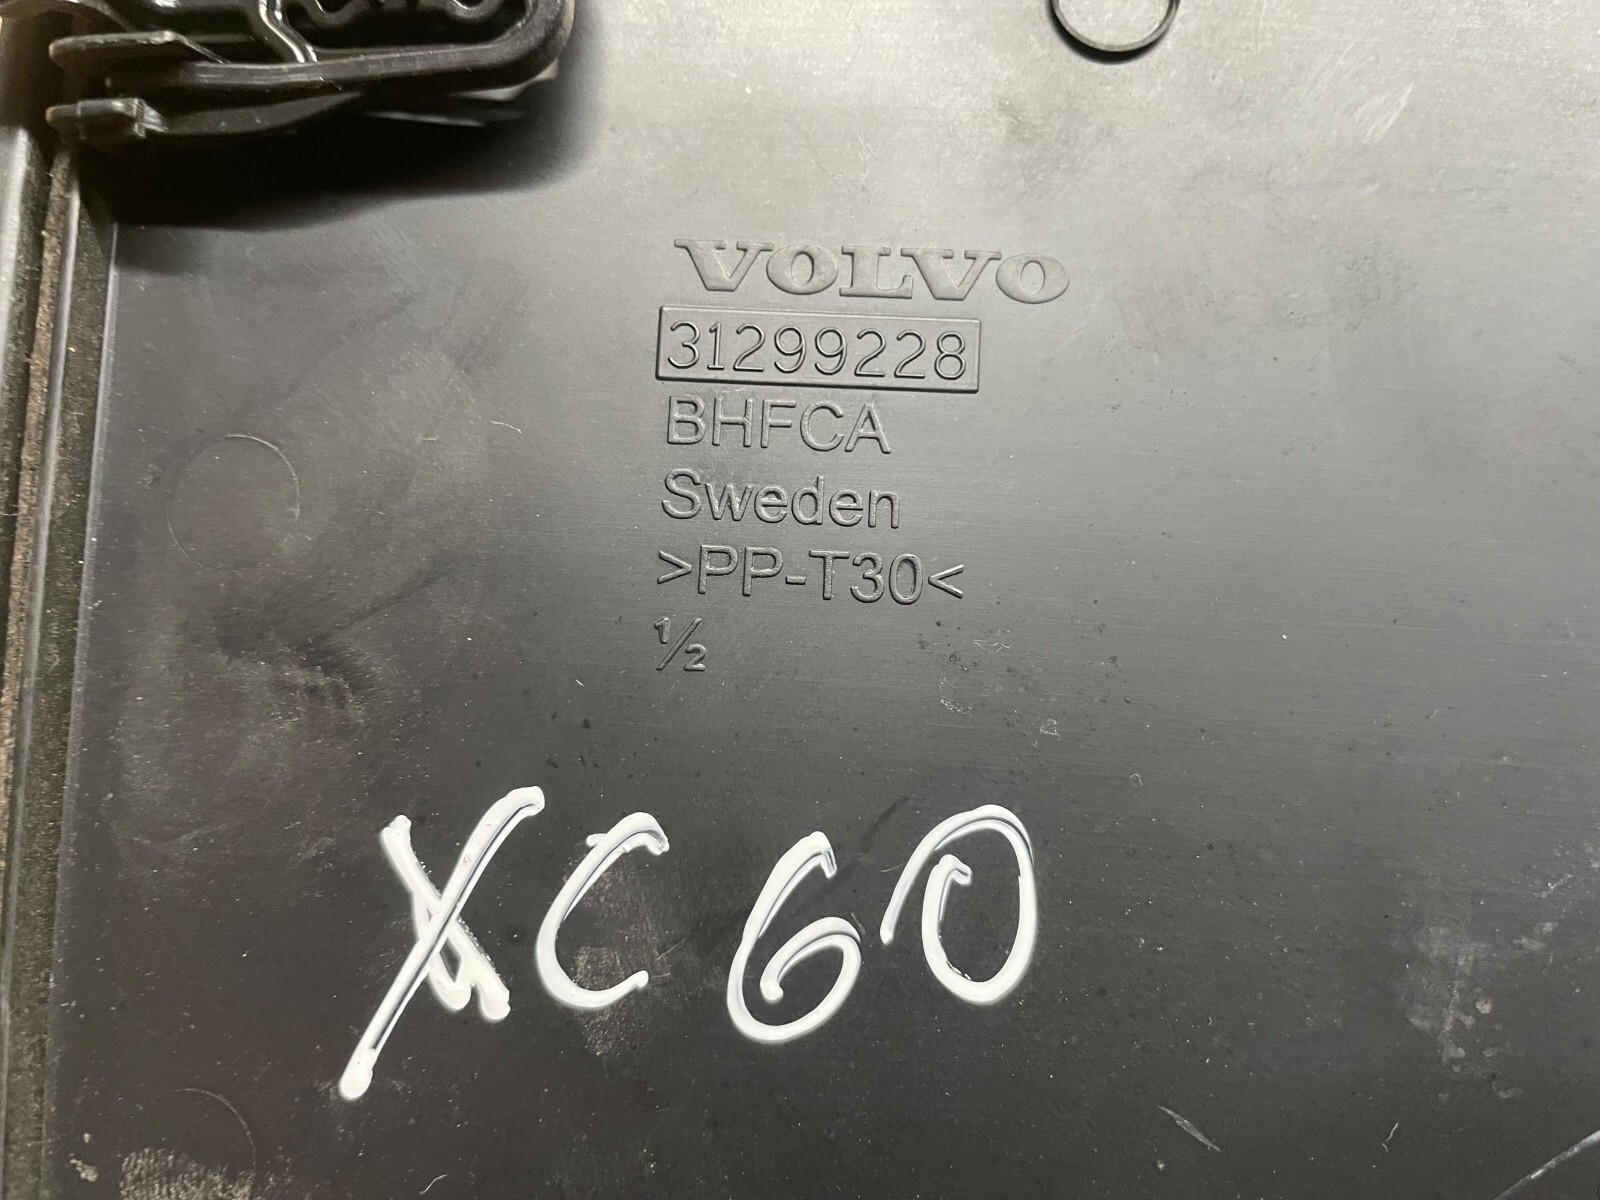 VOLVO
31299228
BHFCA
Sweden
>PP-T30<
½
XC60